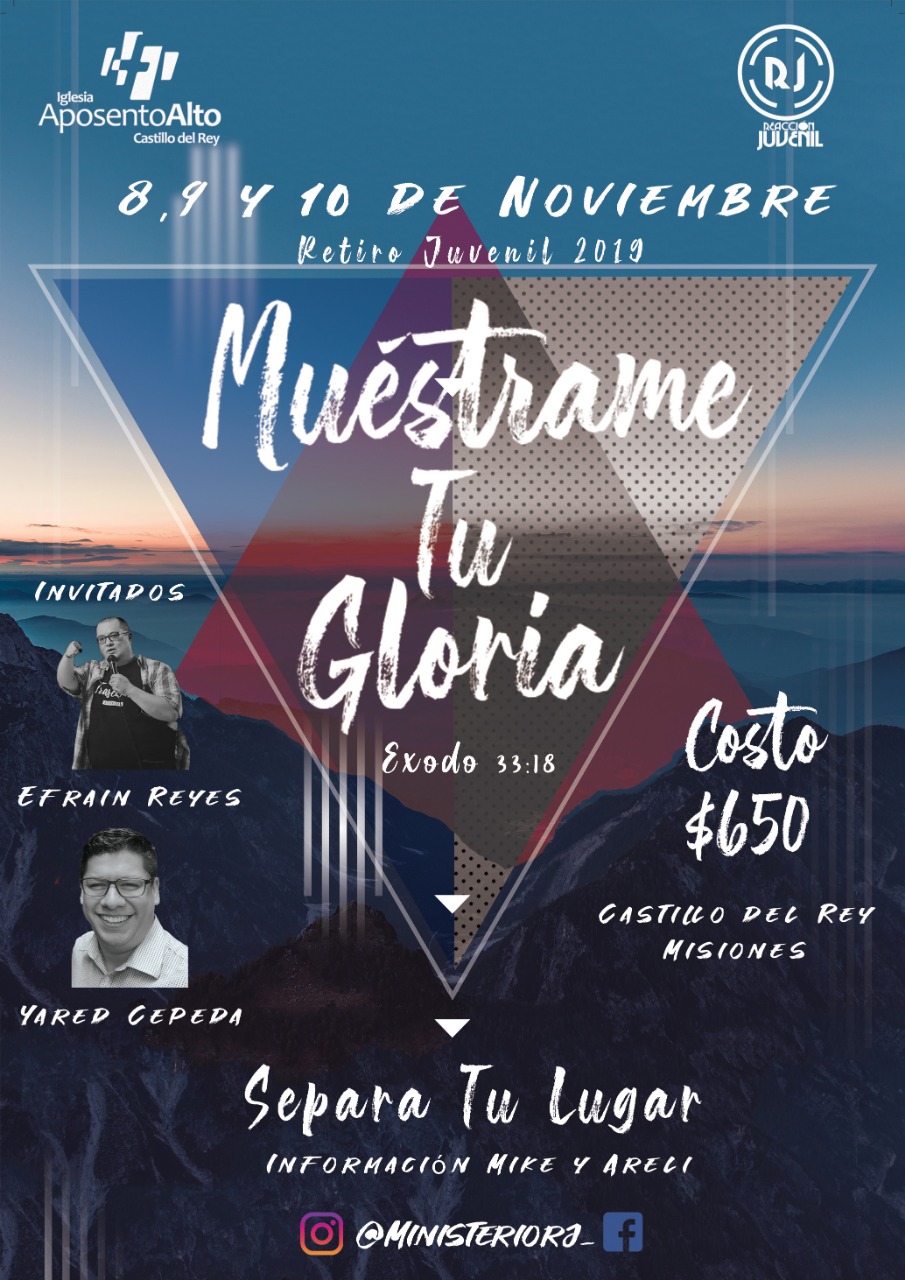 Iglesia
AposentoAlto
Castillo del Rey
RJ
REACCIÓN
JUVENIL
8,9 y 10 de Noviembre
Retiro Juvenil 2019
Muéstrame
Tu
Gloria
Exodo 33:18
Invitados
Efrain Reyes
Yared Cepeda
Costo
$650
Castillo del Rey
Misiones
Separa Tu Lugar
Información Mike y Areli
@Ministeriorj_